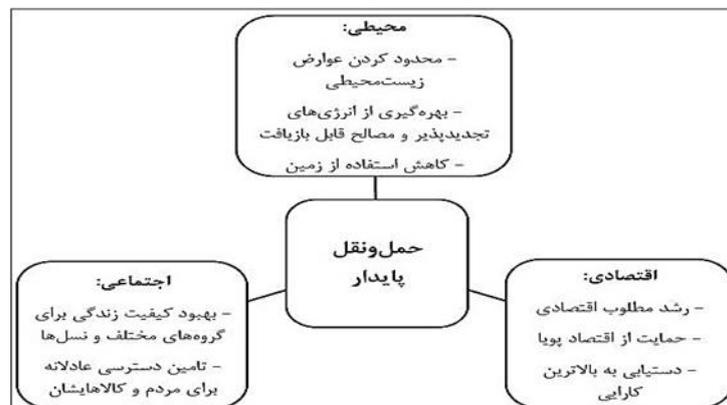 محیطی:
- محدود کردن عوارض
زیست‌محیطی
- بهره‌گیری از انرژی‌های
تجدیدپذیر و مصالح قابل بازیافت
- کاهش استفاده از زمین
حمل‌ونقل
پایدار
اقتصادی:
- رشد مطلوب اقتصادی
- حمایت از اقتصاد پویا
- دستیابی به بالاترین
کارایی
اجتماعی:
- بهبود کیفیت زندگی برای
گروه‌های مختلف و نسل‌ها
- تامین دسترسی عادلانه
برای مردم و کالاهایشان